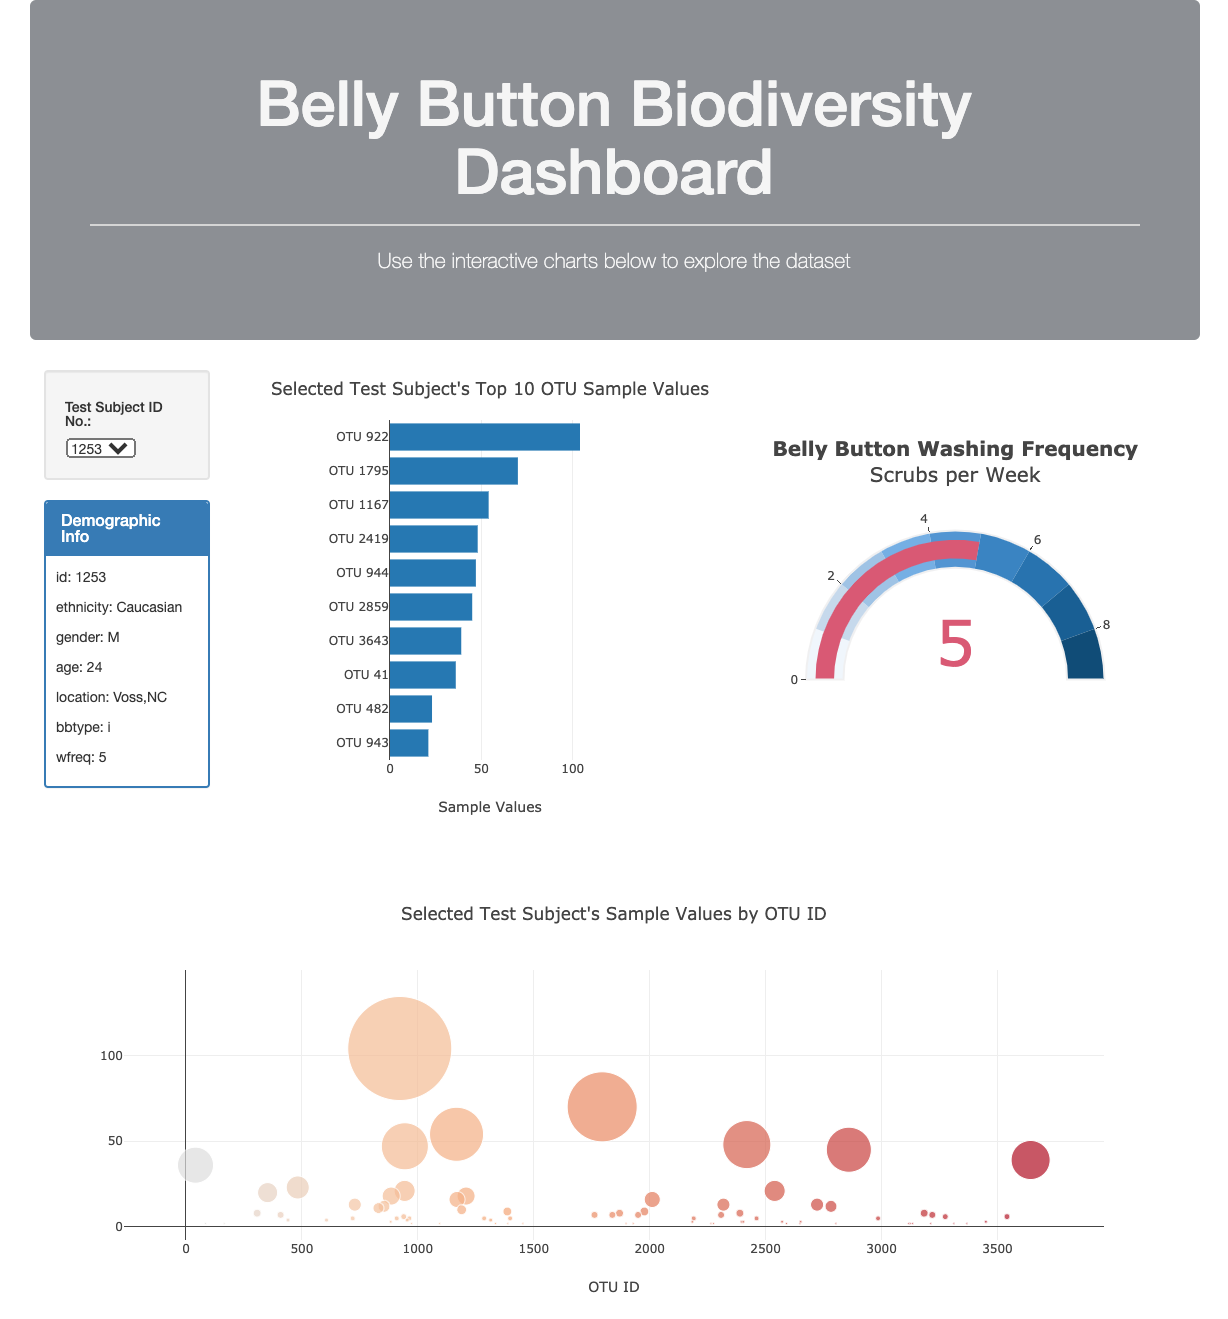 Belly Button Biodiversity
Dashboard
Use the interactive charts below to explore the dataset
Test Subject ID
No.:
1253
Demographic
Info
id: 1253
ethnicity: Caucasian
gender: M
age: 24
location: Voss,NC
bbtype: i
wfreq: 5
Selected Test Subject's Top 10 OTU Sample Values
OTU 922
OTU 1795
OTU 1167
OTU 2419
OTU 944
OTU 2859
OTU 3643
OTU 41
OTU 482
OTU 943
0 50 100
Sample Values
Belly Button Washing Frequency
Scrubs per Week
0
2
4
6
8
5
Selected Test Subject's Sample Values by OTU ID
100
50
0
0 500 1000 1500 2000 2500 3000 3500
OTU ID